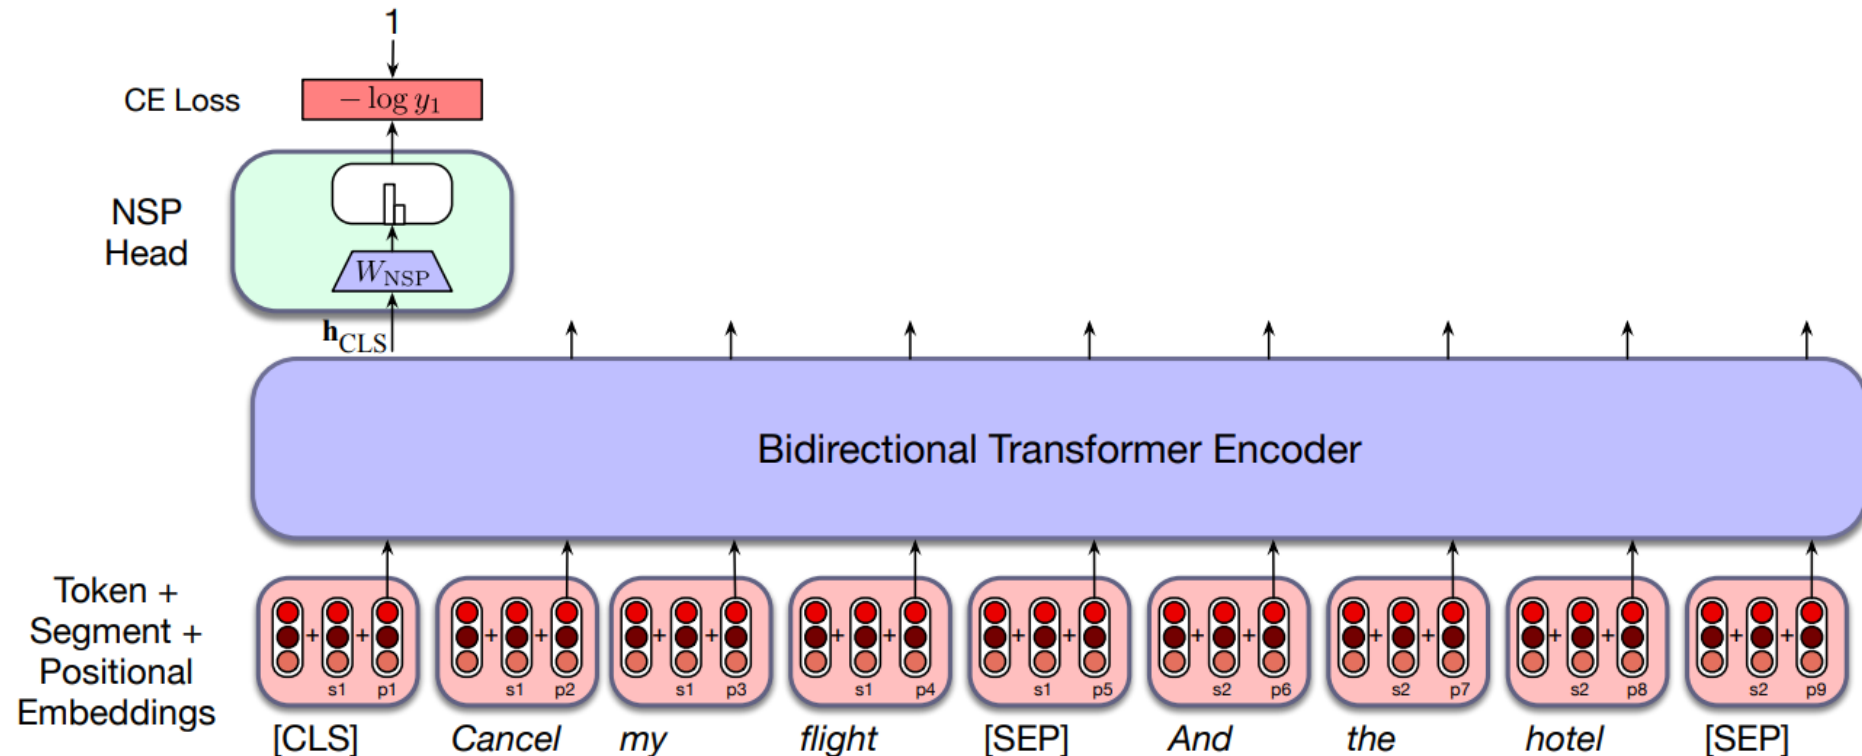 1
CE Loss
− log y₁
NSP
Head
W_NSP
h_CLS
Bidirectional Transformer Encoder
Token +
Segment +
Positional
Embeddings
+ + + + + + + + + + + + + + + + + +
s1 p1 s1 p2 s1 p3 s1 p4 s1 p5 s2 p6 s2 p7 s2 p8 s2 p9
[CLS] Cancel my flight [SEP] And the hotel [SEP]